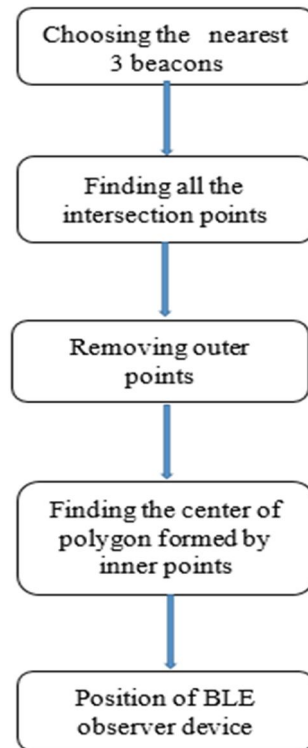 Choosing the nearest
3 beacons
Finding all the
intersection points
Removing outer
points
Finding the center of
polygon formed by
inner points
Position of BLE
observer device